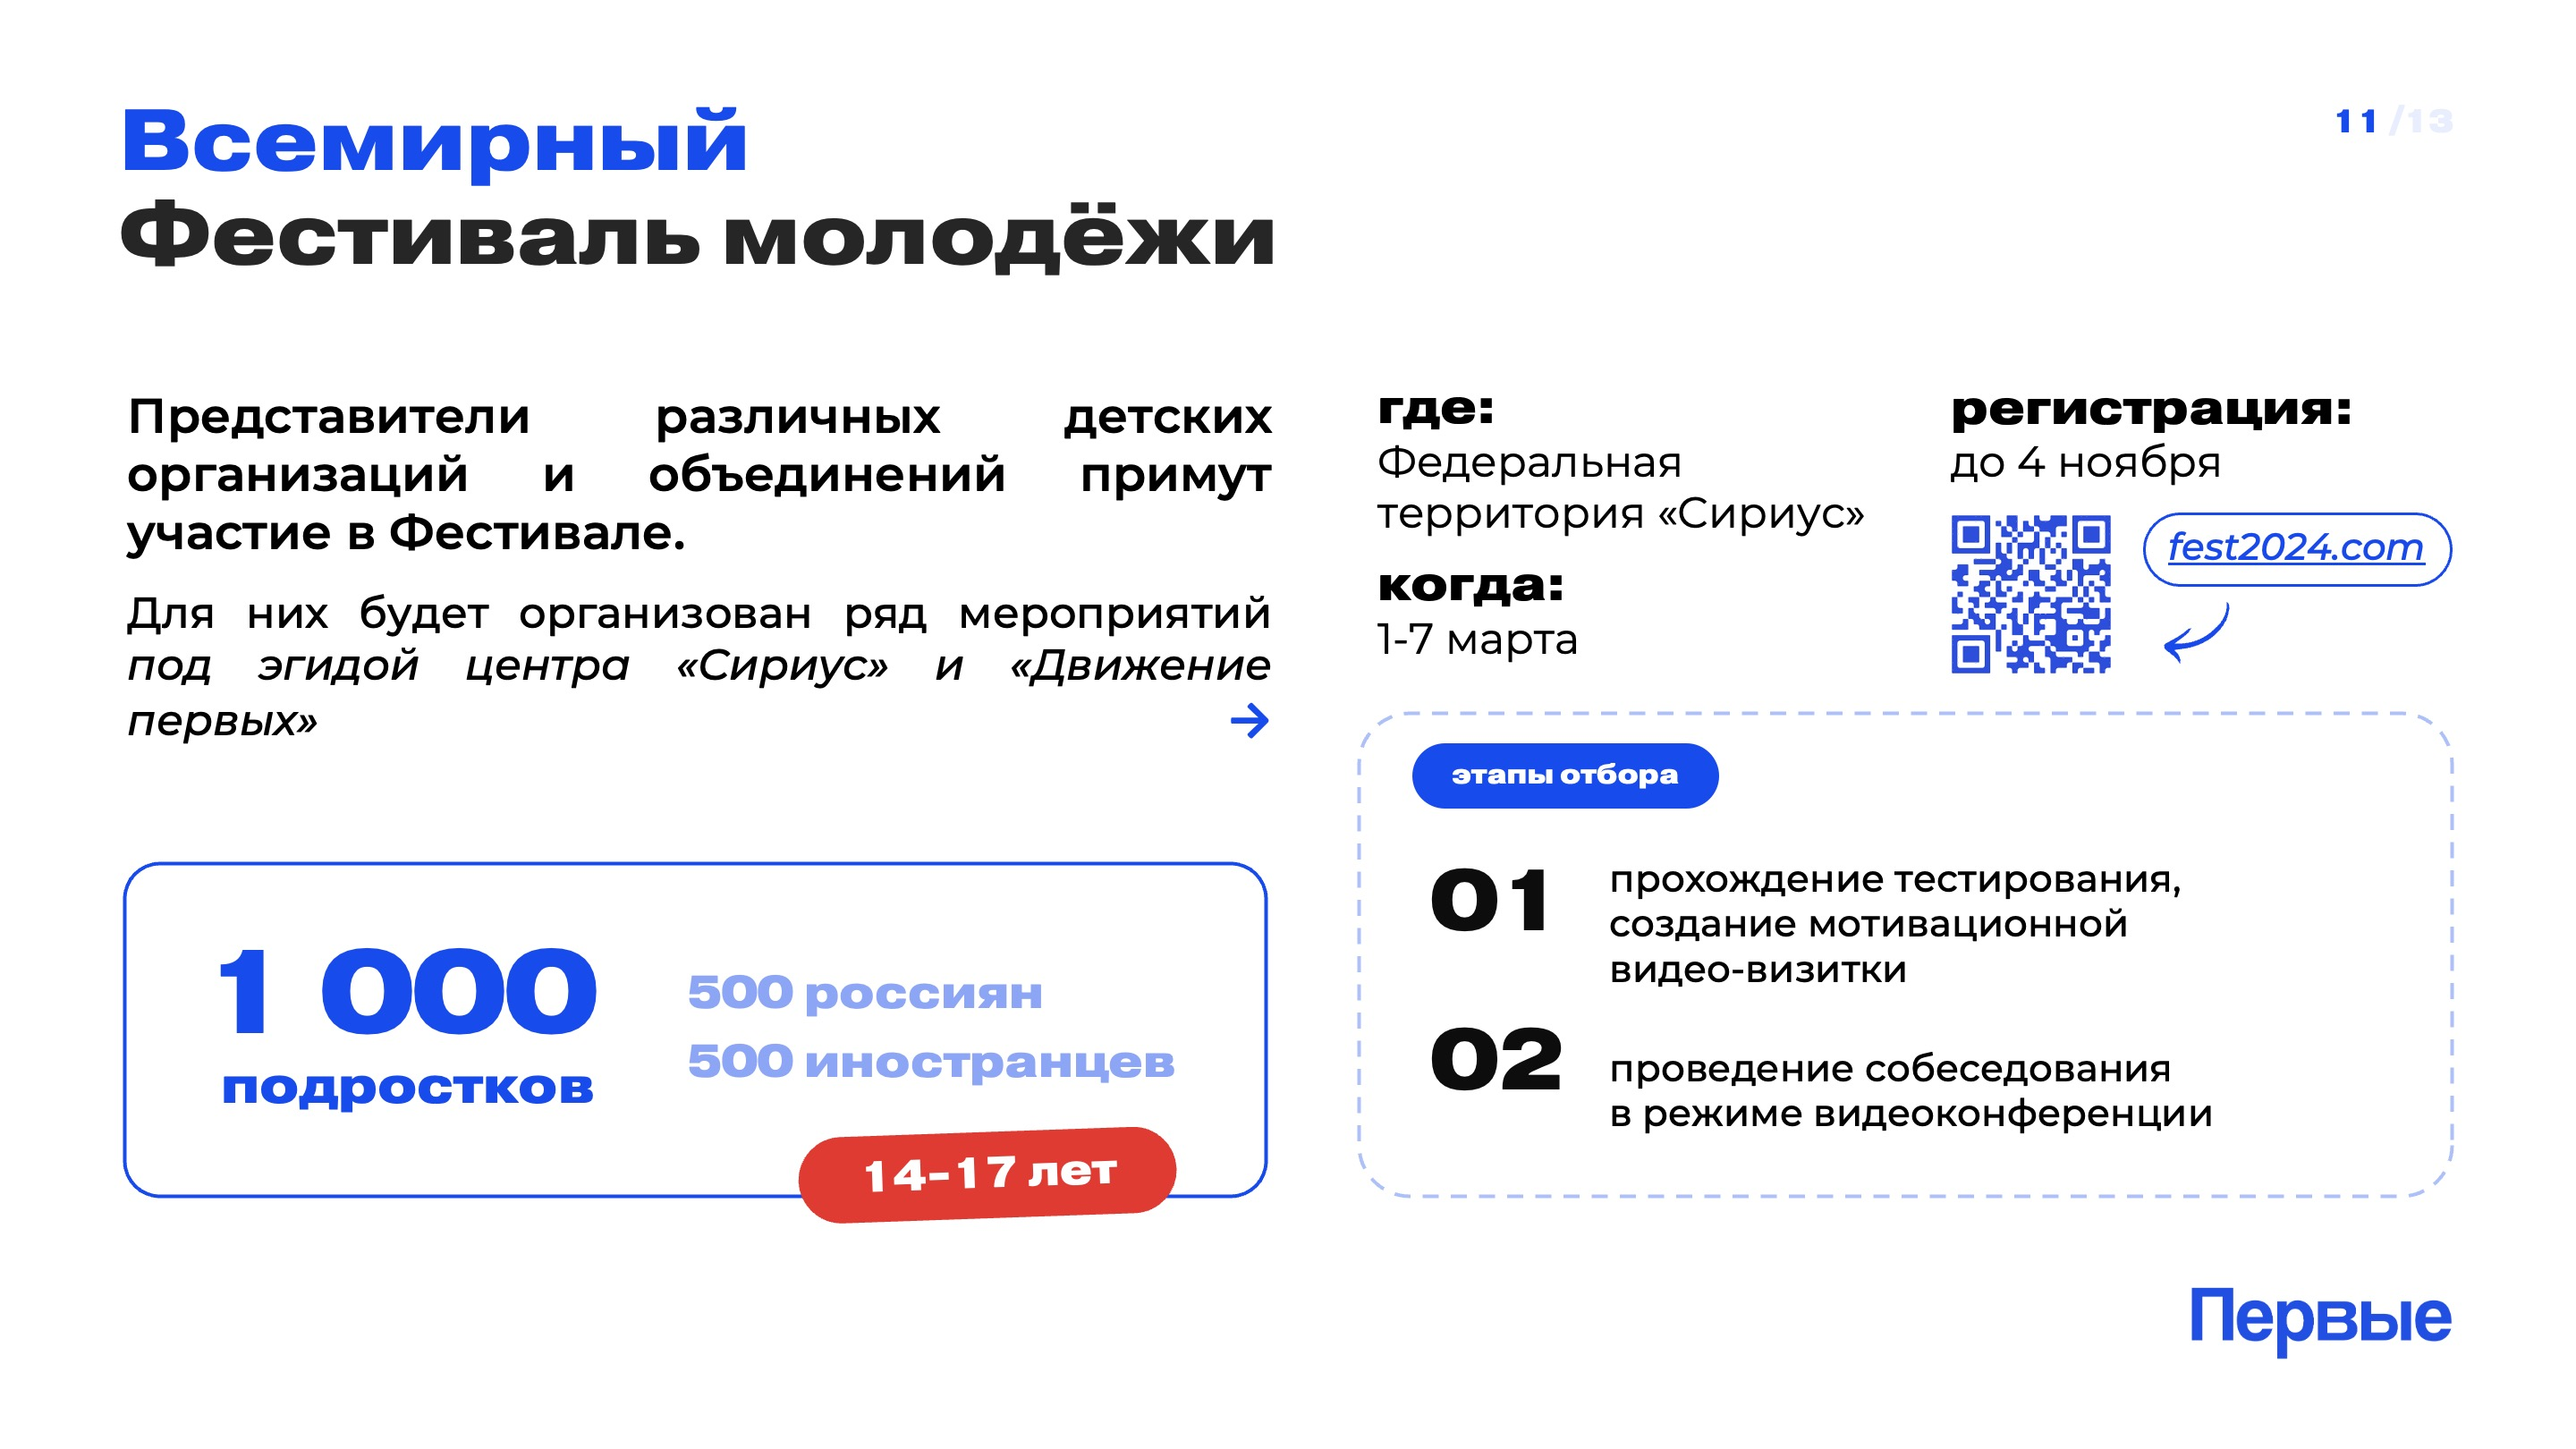 Всемирный
Фестиваль молодёжи
11 /13
Представители различных детских
организаций и объединений примут
участие в Фестивале.
Для них будет организован ряд мероприятий
под эгидой центра «Сириус» и «Движение
первых»
1 000
подростков
500 россиян
500 иностранцев
14-17 лет
где:
Федеральная
территория «Сириус»
когда:
1-7 марта
регистрация:
до 4 ноября
fest2024.com
этапы отбора
01
прохождение тестирования,
создание мотивационной
видео-визитки
02
проведение собеседования
в режиме видеоконференции
Первые